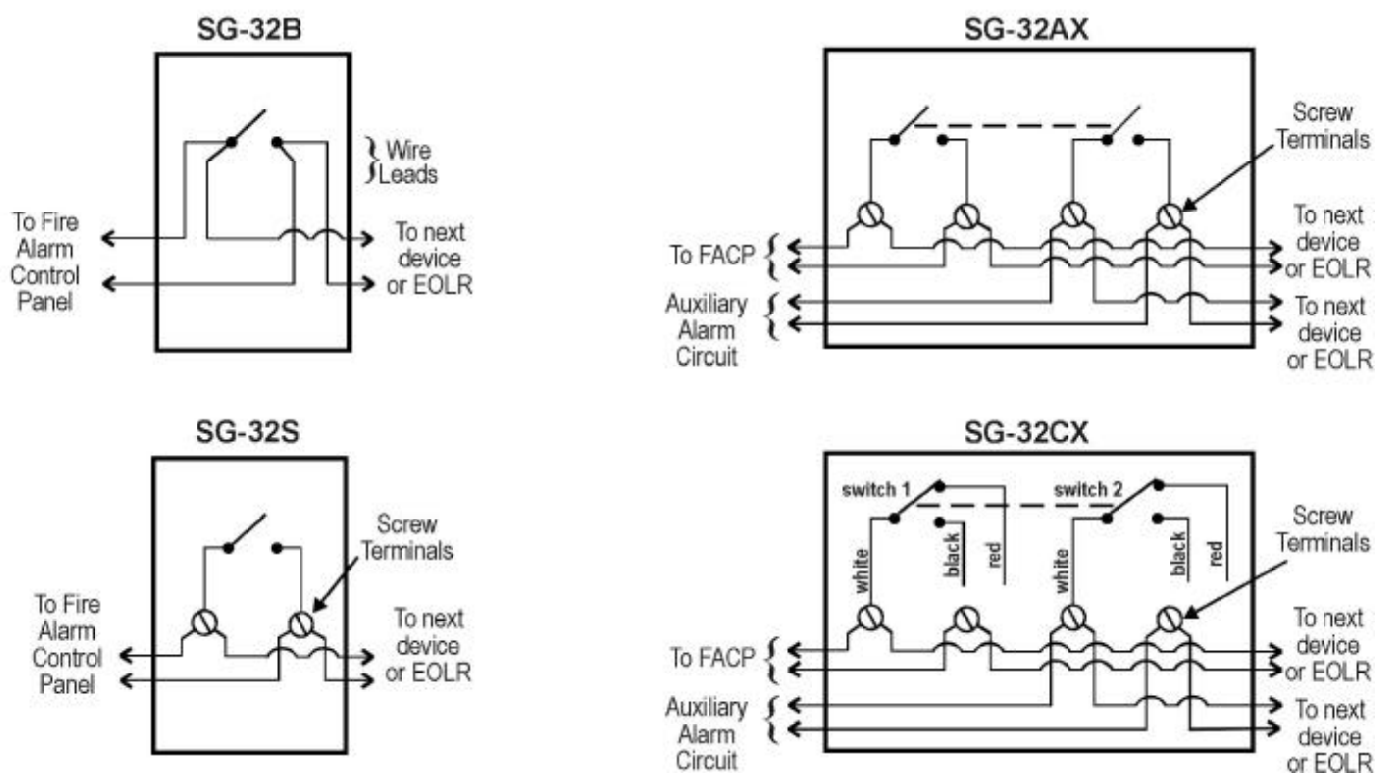 SG-32B
Wire
Leads
To Fire
Alarm
Control
Panel
To next
device
or EOLR
SG-32AX
Screw
Terminals
To FACP
Auxiliary
Alarm
Circuit
To next
device
or EOLR
To next
device
or EOLR
SG-32S
Screw
Terminals
To Fire
Alarm
Control
Panel
To next
device
or EOLR
SG-32CX
switch 1
switch 2
white
black
red
white
black
red
Screw
Terminals
To FACP
Auxiliary
Alarm
Circuit
To next
device
or EOLR
To next
device
or EOLR